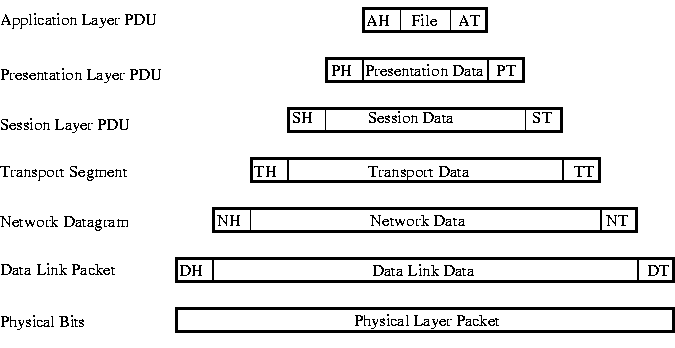 Application Layer PDU AH File AT
Presentation Layer PDU PH Presentation Data PT
Session Layer PDU SH Session Data ST
Transport Segment TH Transport Data TT
Network Datagram NH Network Data NT
Data Link Packet DH Data Link Data DT
Physical Bits Physical Layer Packet